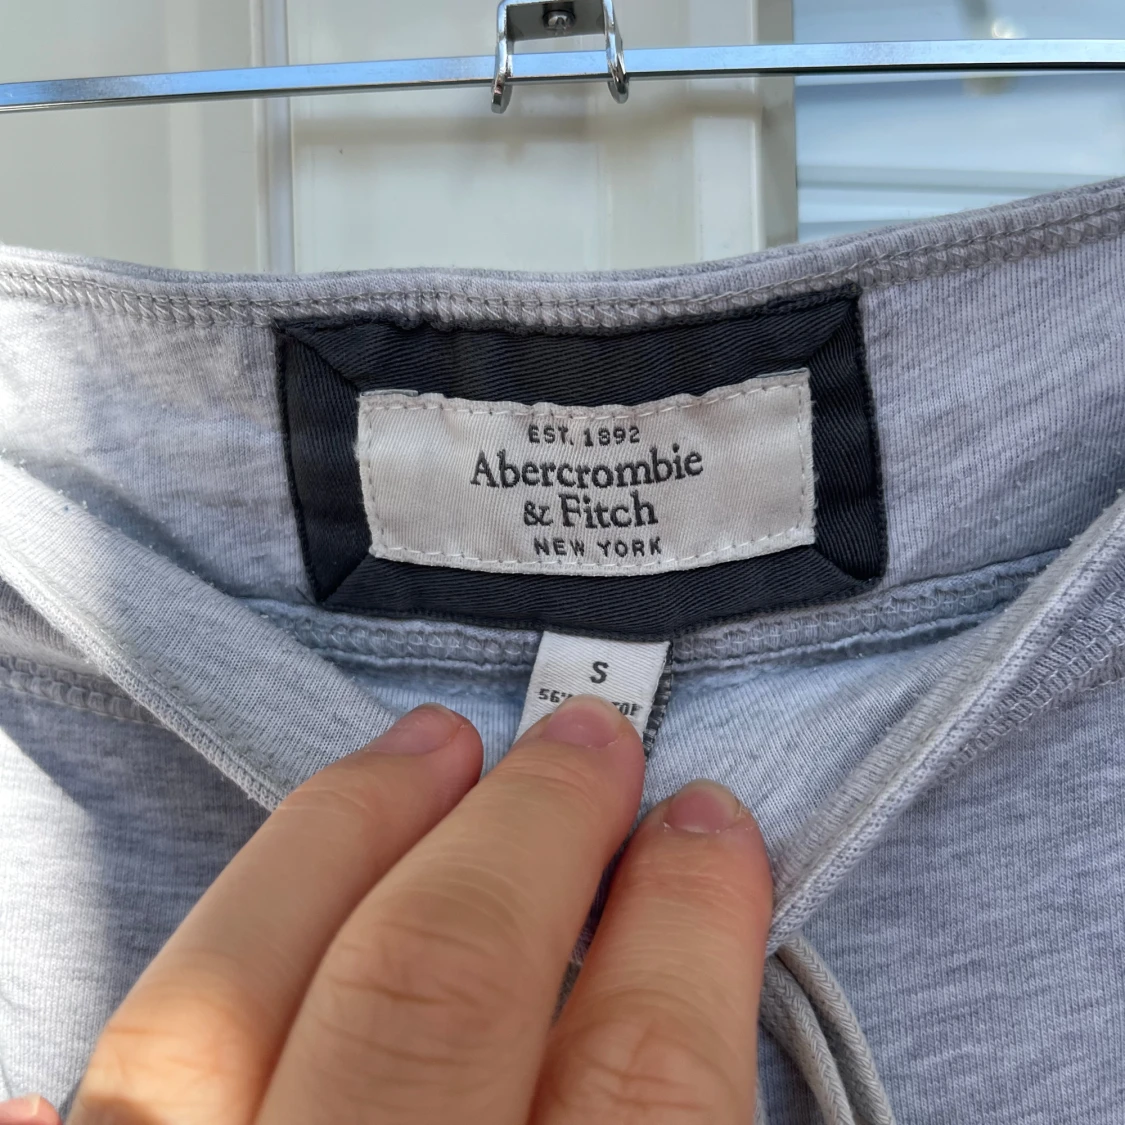 EST. 1892
Abercrombie
& Fitch
NEW YORK
S